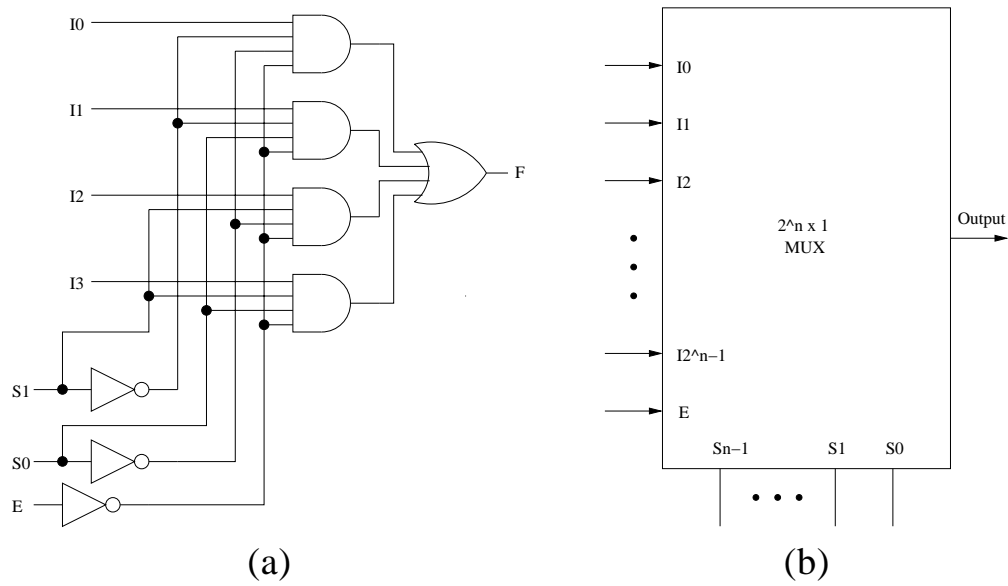 I0
I1
I2
I3
S1
S0
E
F
(a)
I0
I1
I2
2^n x 1
MUX
Output
I2^n−1
E
Sn−1
S1
S0
(b)